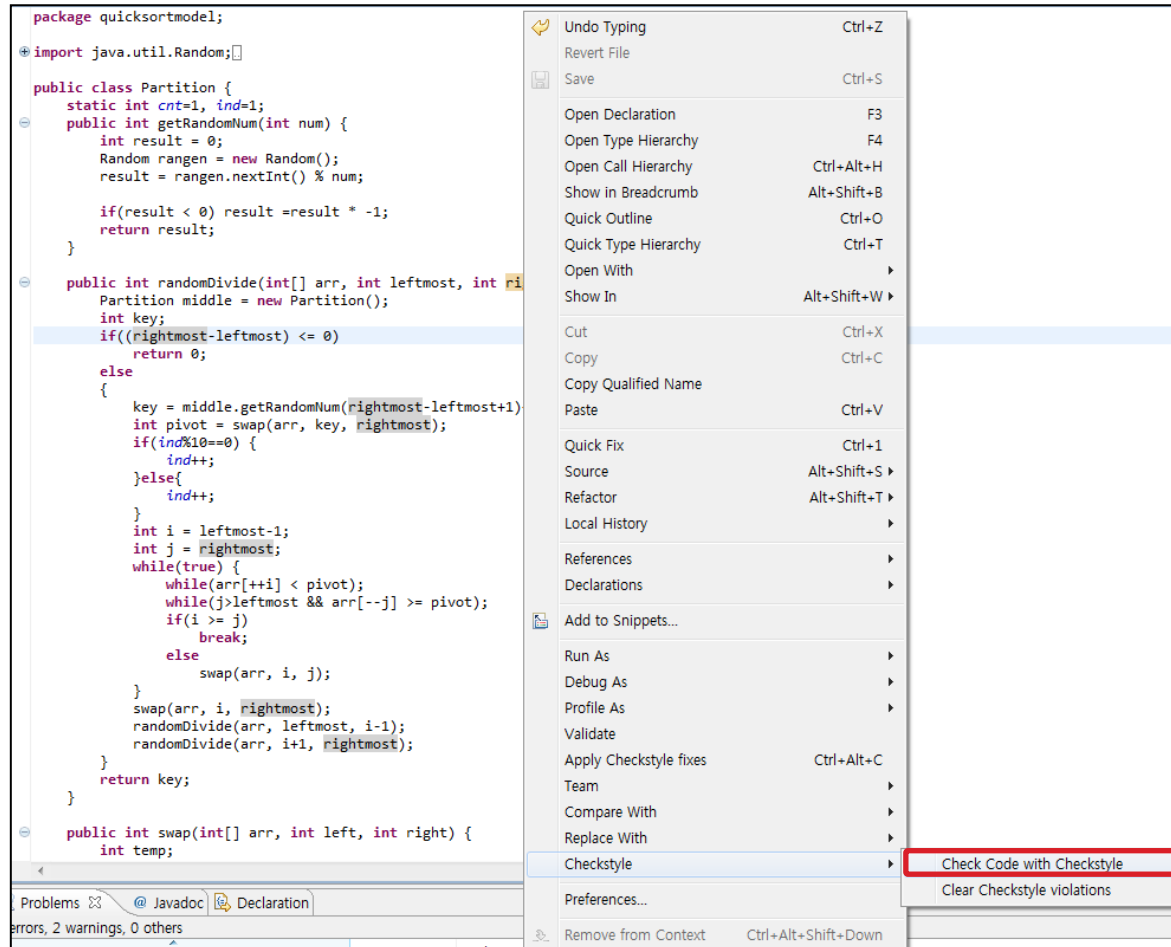 package quicksortmodel;
import java.util.Random;
public class Partition {
static int cnt=1, ind=1;
public int getRandomNum(int num) {
int result = 0;
Random rangen = new Random();
result = rangen.nextInt() % num;
if(result < 0) result =result * -1;
return result;
}
public int randomDivide(int[] arr, int leftmost, int ri
Partition middle = new Partition();
int key;
if((rightmost-leftmost) <= 0)
return 0;
else
{
key = middle.getRandomNum(rightmost-leftmost+1)
int pivot = swap(arr, key, rightmost);
if(ind%10==0) {
ind++;
}else{
ind++;
}
int i = leftmost-1;
int j = rightmost;
while(true) {
while(arr[++i] < pivot);
while(j>leftmost && arr[--j] >= pivot);
if(i >= j)
break;
else
swap(arr, i, j);
}
swap(arr, i, rightmost);
randomDivide(arr, leftmost, i-1);
randomDivide(arr, i+1, rightmost);
}
return key;
}
public int swap(int[] arr, int left, int right) {
int temp;
Undo Typing Ctrl+Z
Revert File
Save Ctrl+S
Open Declaration F3
Open Type Hierarchy F4
Open Call Hierarchy Ctrl+Alt+H
Show in Breadcrumb Alt+Shift+B
Quick Outline Ctrl+O
Quick Type Hierarchy Ctrl+T
Open With
Show In Alt+Shift+W
Cut Ctrl+X
Copy Ctrl+C
Copy Qualified Name
Paste Ctrl+V
Quick Fix Ctrl+1
Source Alt+Shift+S
Refactor Alt+Shift+T
Local History
References
Declarations
Add to Snippets...
Run As
Debug As
Profile As
Validate
Apply Checkstyle fixes Ctrl+Alt+C
Team
Compare With
Replace With
Checkstyle
Preferences...
Remove from Context Ctrl+Alt+Shift+Down
Check Code with Checkstyle
Clear Checkstyle violations
Problems @ Javadoc Declaration
errors, 2 warnings, 0 others